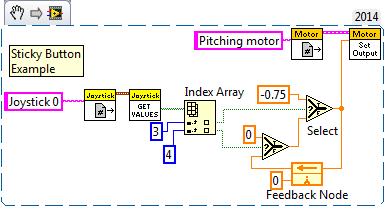 2014
Pitching motor
Motor
#
Motor
Set
Output
Sticky Button
Example
Joystick 0
Joystick
#
Joystick
GET
VALUES
Index Array
3
4
-0.75
0
Select
0
Feedback Node